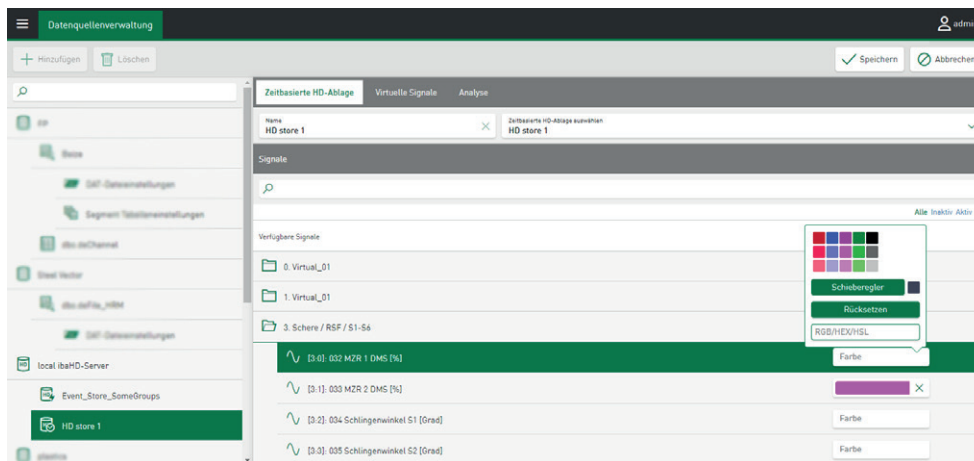 Datenquellenverwaltung
admi
Hinzufügen
Löschen
Speichern
Abbrechen
Zeitbasierte HD-Ablage
Virtuelle Signale
Analyse
Name
HD store 1
Zeitbasierte HD-Ablage auswählen
HD store 1
Signale
DAT-Dateieinstellungen
Segment Tabelleneinstellungen
Alle Inaktiv Aktiv
Verfügbare Signale
0. Virtual_01
1. Virtual_01
3. Schere / RSF / S1-S6
Schieberegler
Rücksetzen
RGB/HEX/HSL
DAT-Dateieinstellungen
local ibaHD-Server
Event_Store_SomeGroups
HD store 1
[3:0]: 032 MZR 1 DMS [%]
Farbe
[3:1]: 033 MZR 2 DMS [%]
[3:2]: 034 Schlingenwinkel S1 [Grad]
Farbe
[3:3]: 035 Schlingenwinkel S2 [Grad]
Farbe